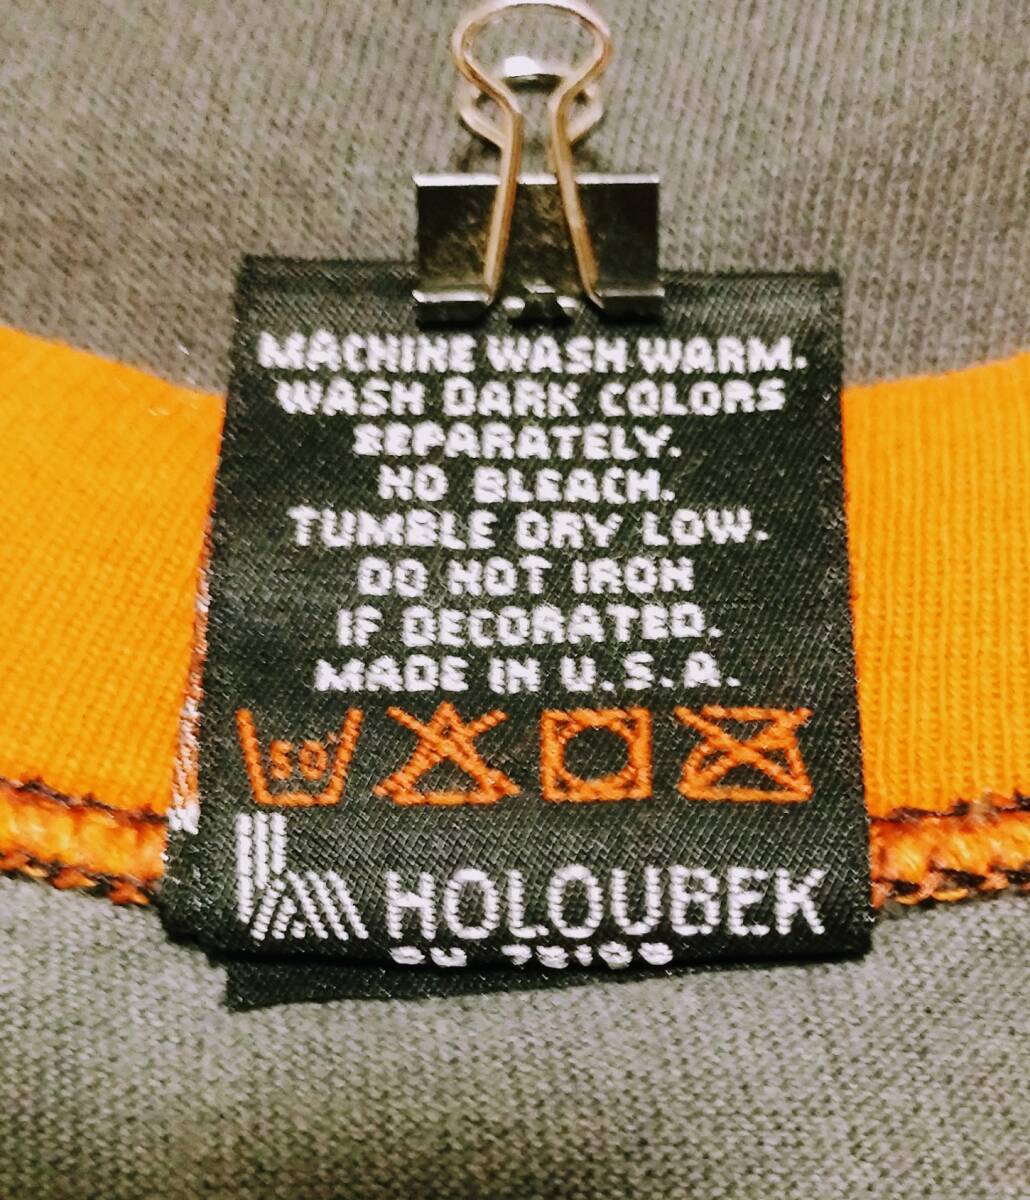 MACHINE WASH WARM.
WASH DARK COLORS
SEPARATELY.
NO BLEACH.
TUMBLE DRY LOW.
DO NOT IRON
IF DECORATED.
MADE IN U.S.A.
50°
HOLOUBEK